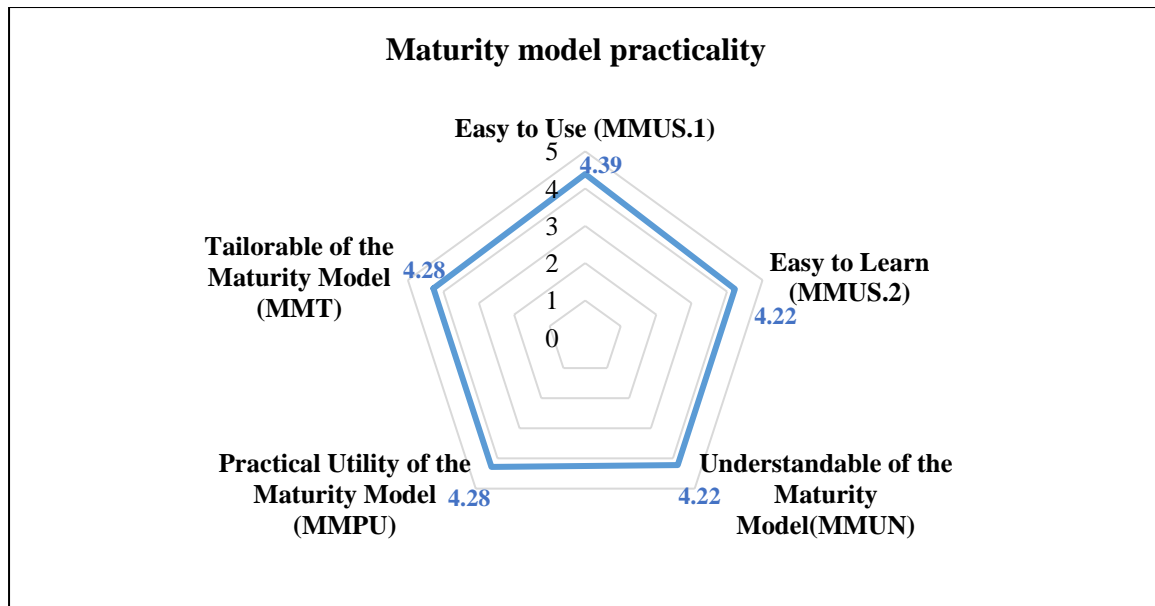 Maturity model practicality
Easy to Use (MMUS.1)
5
4.39
4
3
2
1
0
Easy to Learn
(MMUS.2)
4.22
Understandable of the
Maturity
Model(MMUN)
4.22
Practical Utility of the
Maturity Model
(MMPU)
4.28
Tailorable of the
Maturity Model
(MMT)
4.28